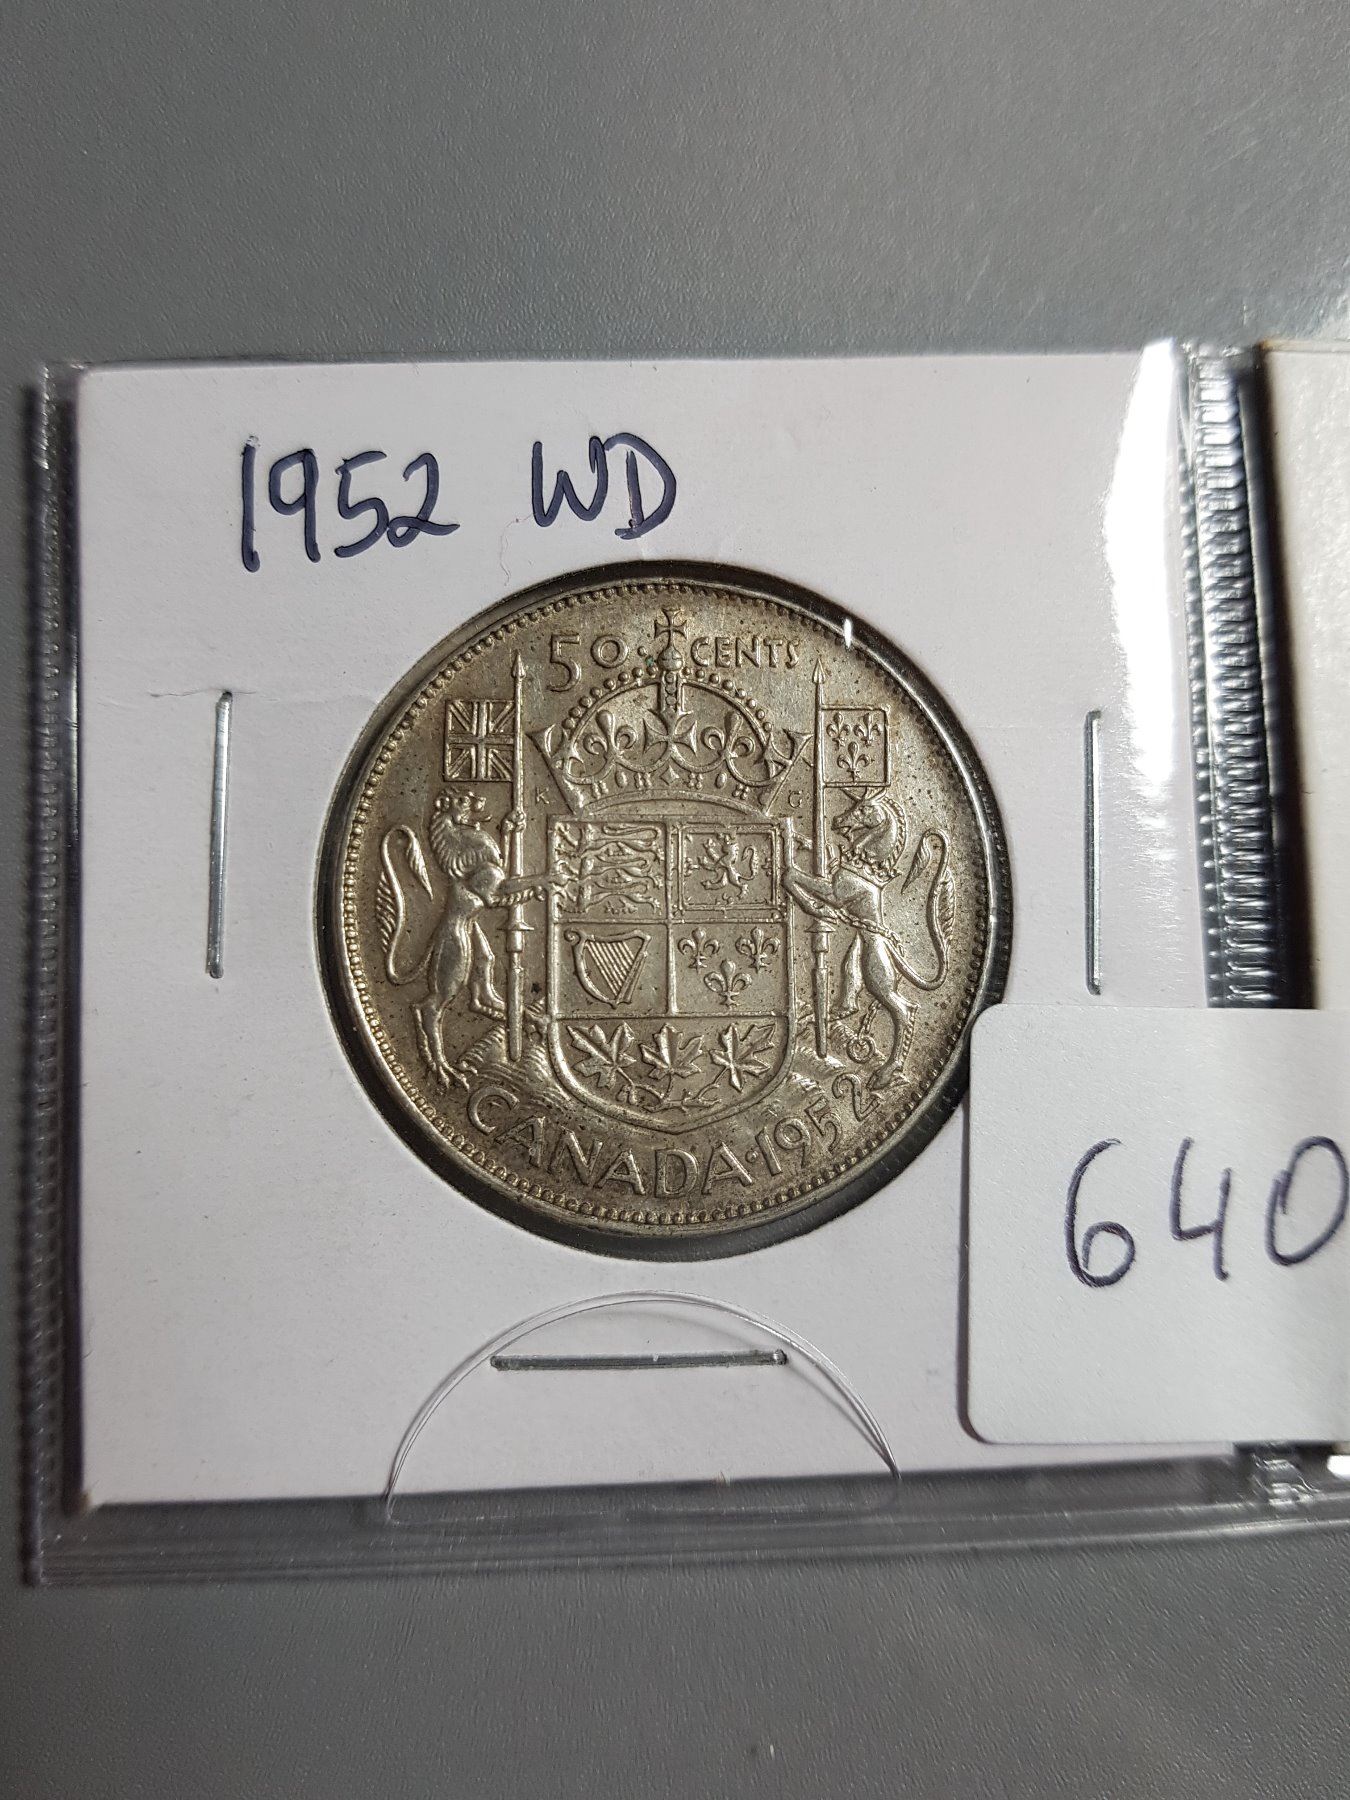 1952 WD
50 · CENTS
K G
CANADA · 1952
640